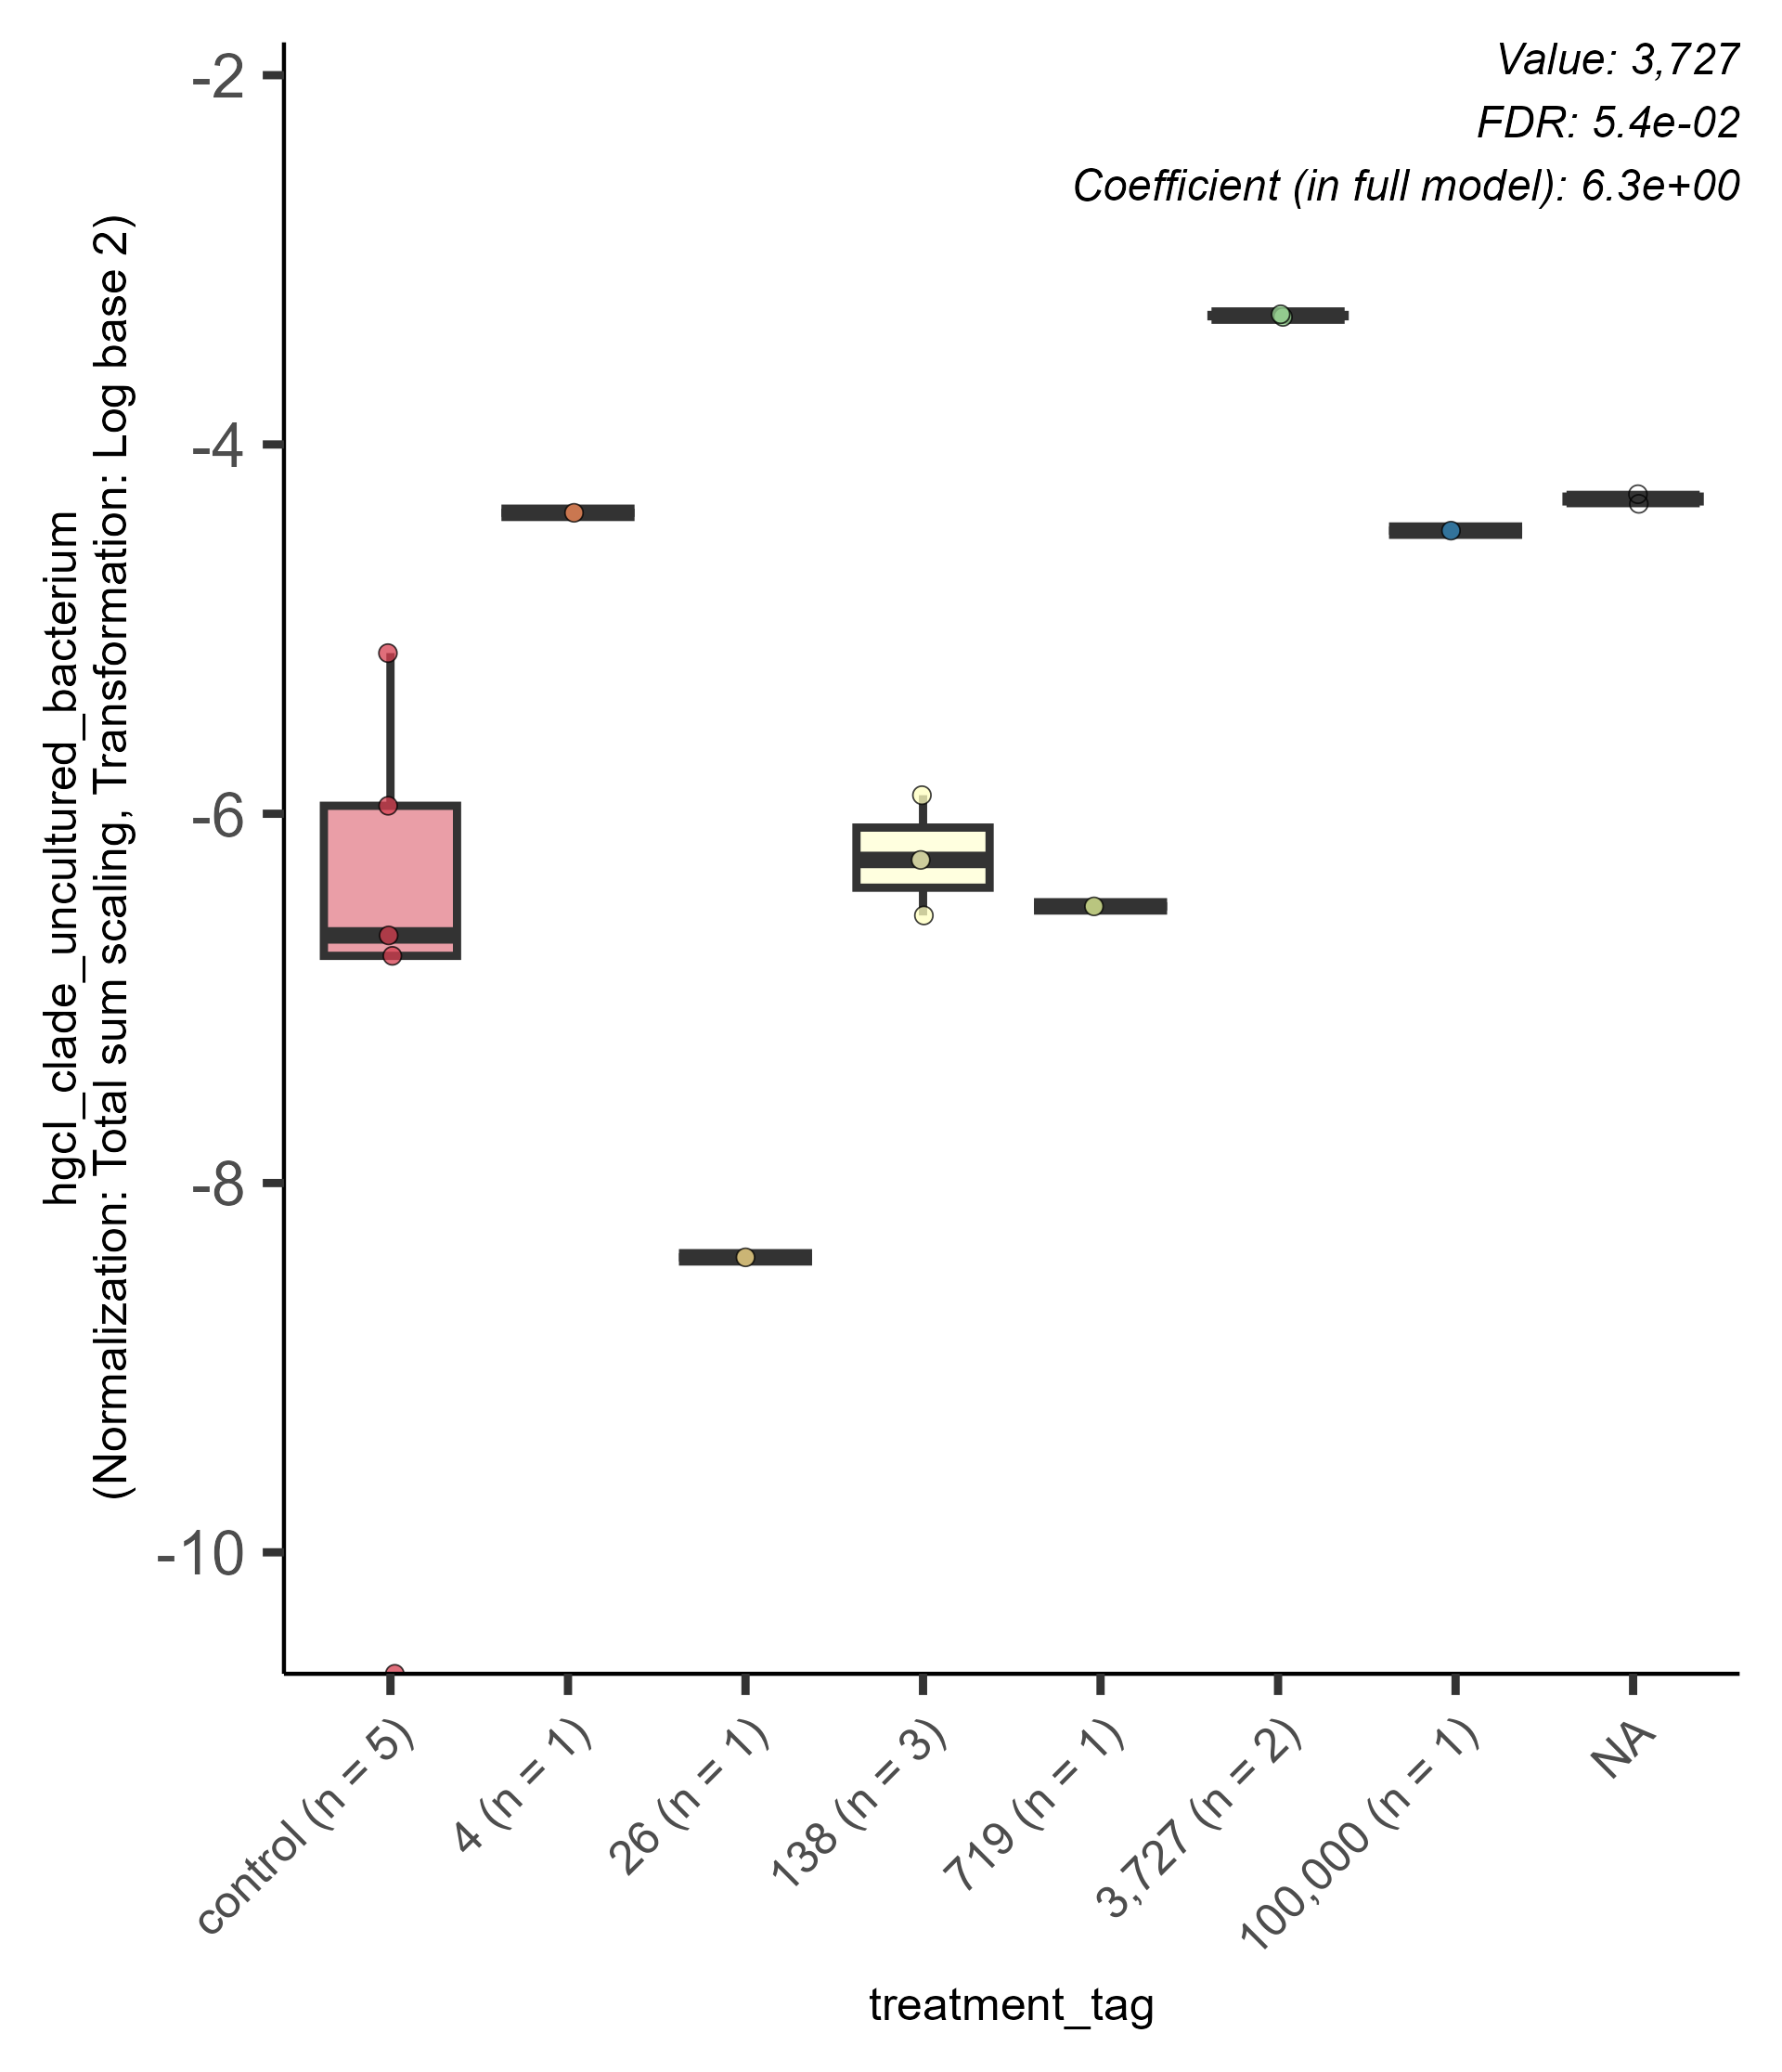 Value: 3,727
FDR: 5.4e-02
Coefficient (in full model): 6.3e+00
hgcI_clade_uncultured_bacterium
(Normalization: Total sum scaling, Transformation: Log base 2)
-2
-4
-6
-8
-10
control (n = 5)
4 (n = 1)
26 (n = 1)
138 (n = 3)
719 (n = 1)
3,727 (n = 2)
100,000 (n = 1)
NA
treatment_tag